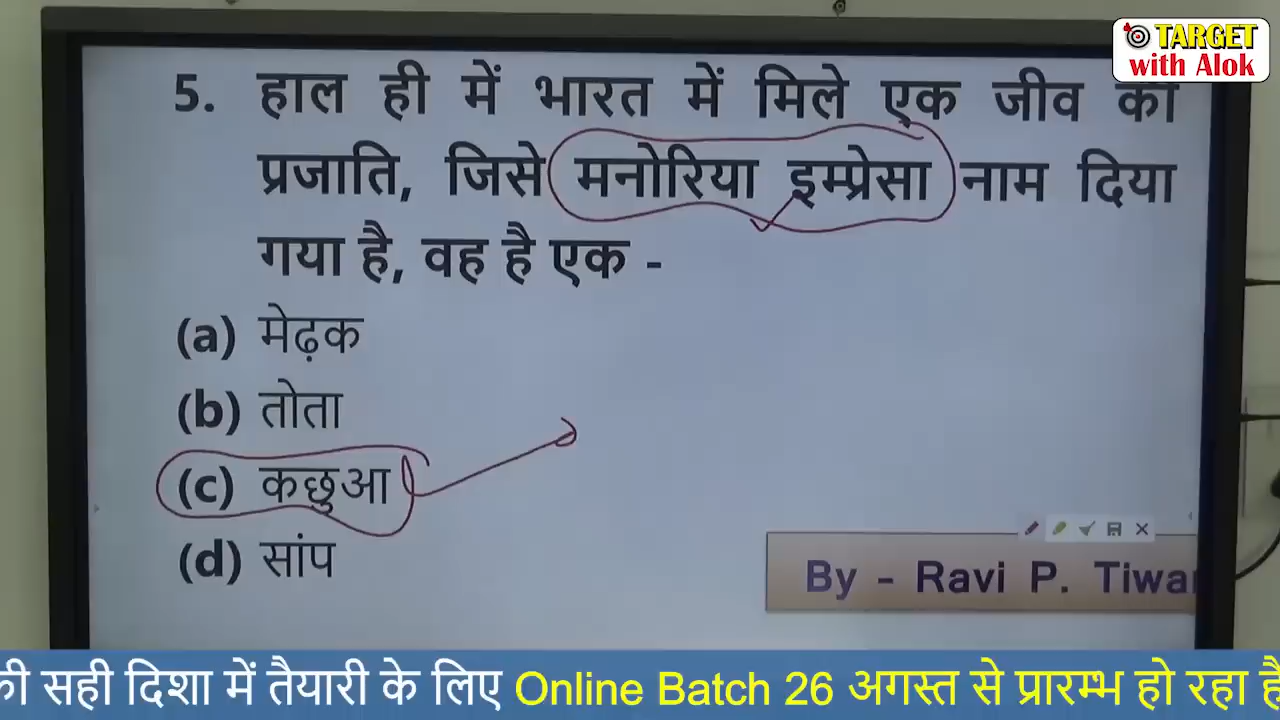 TARGET
with Alok
5. हाल ही में भारत में मिले एक जीव की
प्रजाति, जिसे मनोरिया इम्प्रेसा नाम दिया
गया है, वह है एक -
(a) मेढ़क
(b) तोता
(c) कछुआ
(d) सांप
By - Ravi P.
की सही दिशा में तैयारी के लिए Online Batch 26 अगस्त से प्रारम्भ हो रहा है